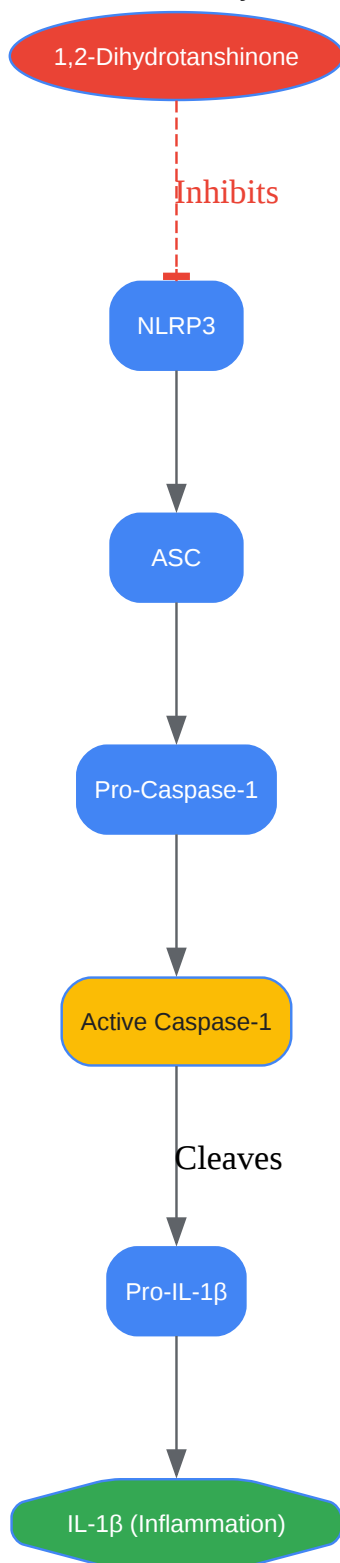 1,2-Dihydrotanshinone
Inhibits
NLRP3
ASC
Pro-Caspase-1
Active Caspase-1
Cleaves
Pro-IL-1β
IL-1β (Inflammation)